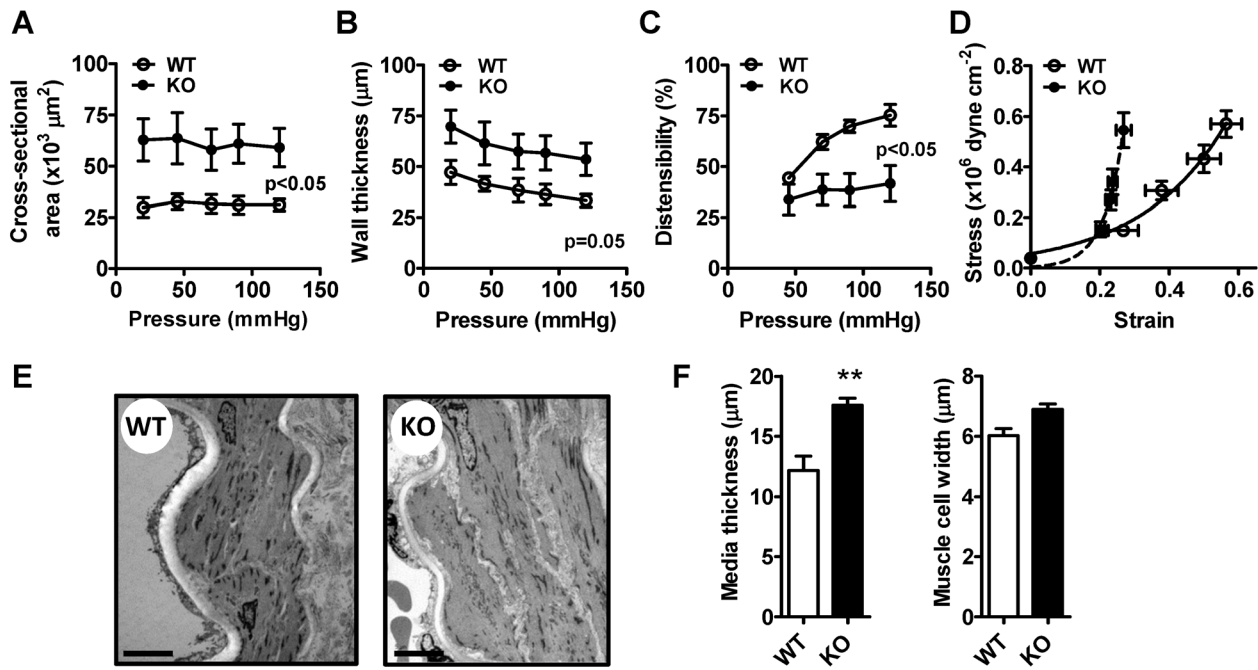 A
Cross-sectional
area (x10³ μm²)
100
75
50
25
0
WT
KO
p<0.05
0
50
100
150
Pressure (mmHg)
B
Wall thickness (μm)
100
75
50
25
0
WT
KO
p=0.05
0
50
100
150
Pressure (mmHg)
C
Distensibility (%)
100
75
50
25
0
WT
KO
p<0.05
0
50
100
150
Pressure (mmHg)
D
Stress (x10⁶ dyne cm⁻²)
0.8
0.6
0.4
0.2
0.0
WT
KO
0.0
0.2
0.4
0.6
Strain
E
WT
KO
F
Media thickness (μm)
20
15
10
5
0
**
WT
KO
Muscle cell width (μm)
8
6
4
2
0
WT
KO